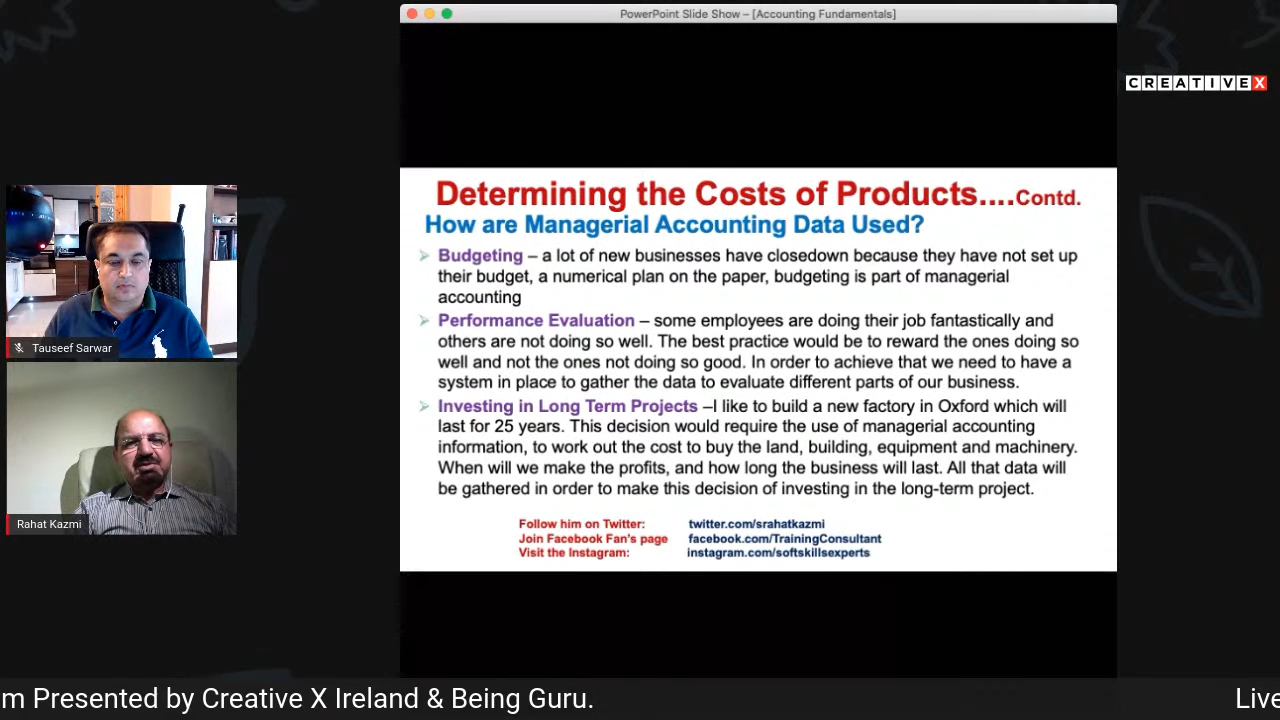 PowerPoint Slide Show – [Accounting Fundamentals]
CREATIVEX
Determining the Costs of Products....Contd.
How are Managerial Accounting Data Used?
Budgeting – a lot of new businesses have closedown because they have not set up
their budget, a numerical plan on the paper, budgeting is part of managerial
accounting
Performance Evaluation – some employees are doing their job fantastically and
others are not doing so well. The best practice would be to reward the ones doing so
well and not the ones not doing so good. In order to achieve that we need to have a
system in place to gather the data to evaluate different parts of our business.
Investing in Long Term Projects –I like to build a new factory in Oxford which will
last for 25 years. This decision would require the use of managerial accounting
information, to work out the cost to buy the land, building, equipment and machinery.
When will we make the profits, and how long the business will last. All that data will
be gathered in order to make this decision of investing in the long-term project.
Follow him on Twitter: twitter.com/srahatkazmi
Join Facebook Fan's page facebook.com/TrainingConsultant
Visit the Instagram: instagram.com/softskillsexperts
Tauseef Sarwar
Rahat Kazmi
m Presented by Creative X Ireland & Being Guru.
Live